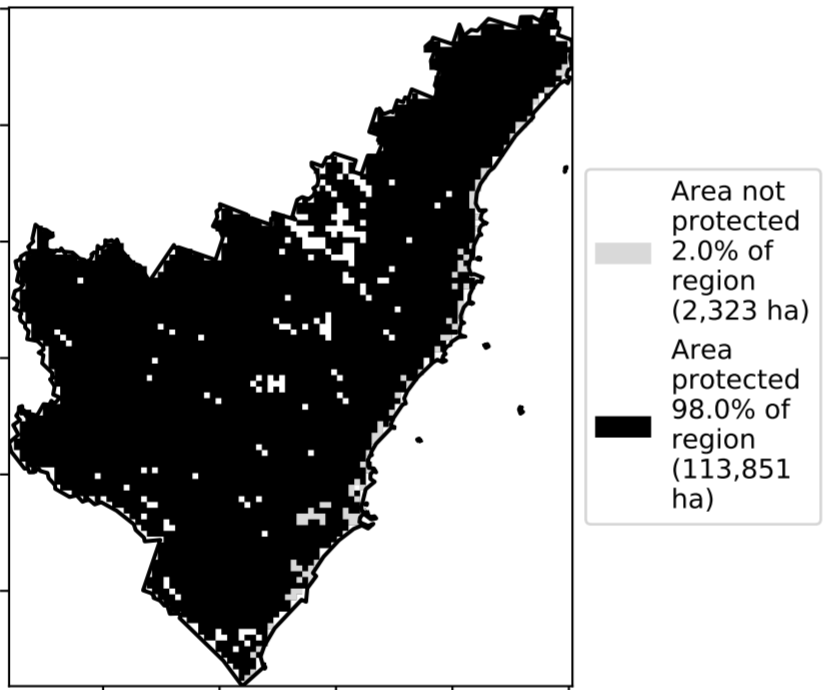 Area not
protected
2.0% of
region
(2,323 ha)
Area
protected
98.0% of
region
(113,851
ha)